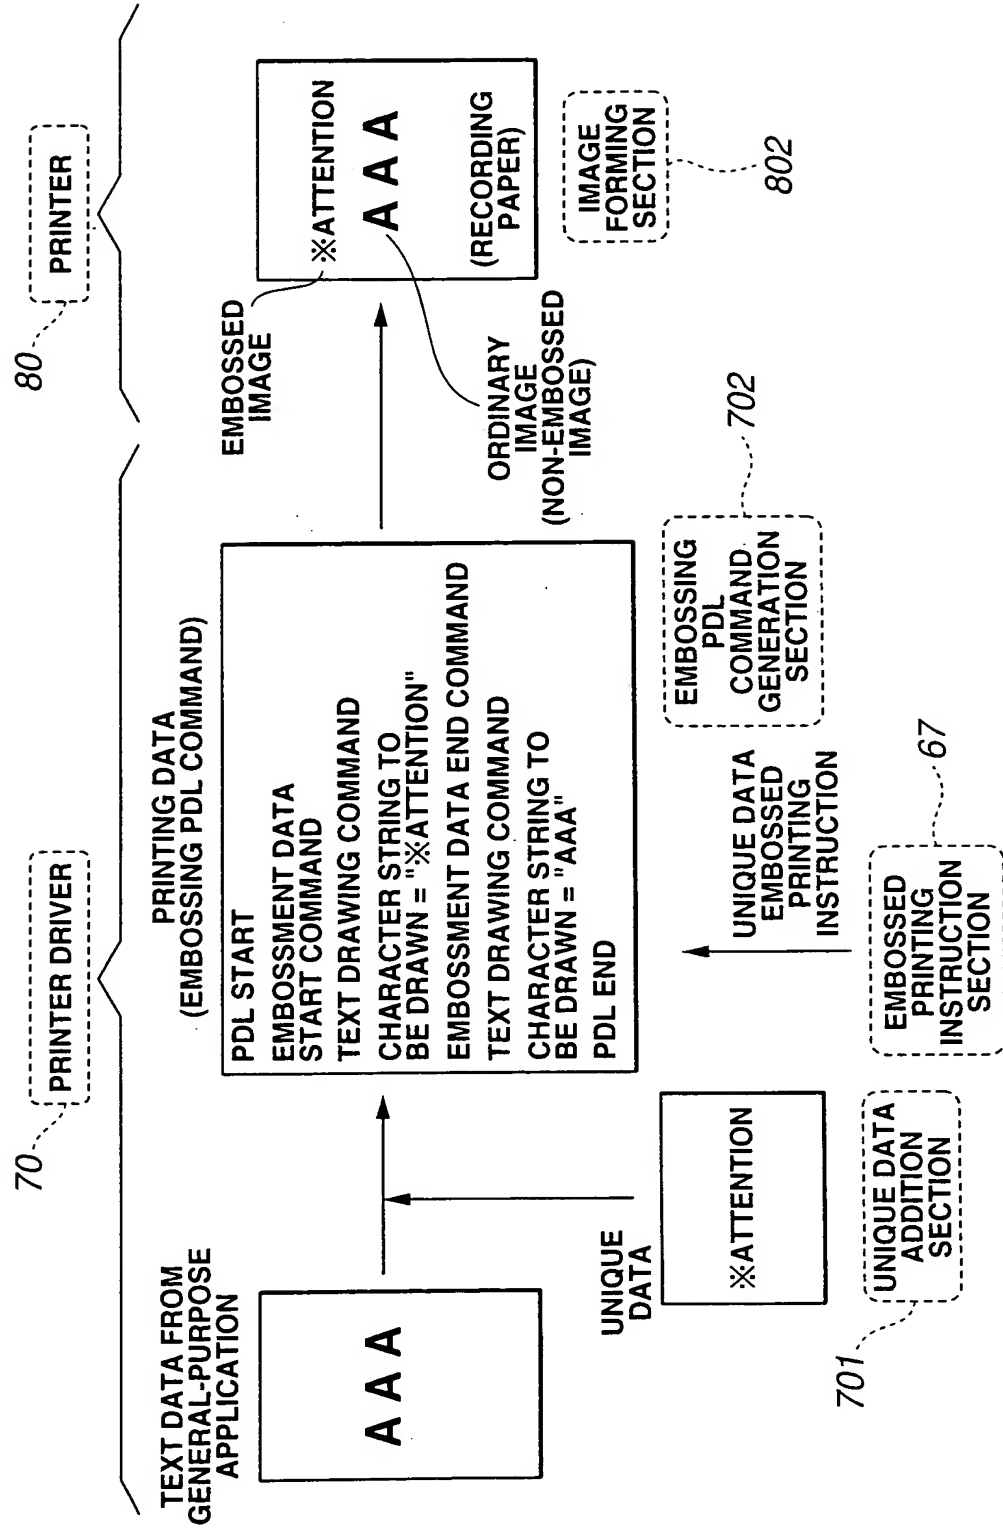 70
PRINTER DRIVER
80
PRINTER
TEXT DATA FROM
GENERAL-PURPOSE
APPLICATION
A A A
UNIQUE
DATA
※ATTENTION
701
UNIQUE DATA
ADDITION
SECTION
PRINTING DATA
(EMBOSSING PDL COMMAND)
PDL START
EMBOSSMENT DATA
START COMMAND
TEXT DRAWING COMMAND
CHARACTER STRING TO
BE DRAWN = "※ATTENTION"
EMBOSSMENT DATA END COMMAND
TEXT DRAWING COMMAND
CHARACTER STRING TO
BE DRAWN = "AAA"
PDL END
UNIQUE DATA
EMBOSSED
PRINTING
INSTRUCTION
EMBOSSED
PRINTING
INSTRUCTION
SECTION
67
EMBOSSING
PDL
COMMAND
GENERATION
SECTION
702
EMBOSSED
IMAGE
ORDINARY
IMAGE
(NON-EMBOSSED
IMAGE)
※ATTENTION
A A A
(RECORDING
PAPER)
IMAGE
FORMING
SECTION
802